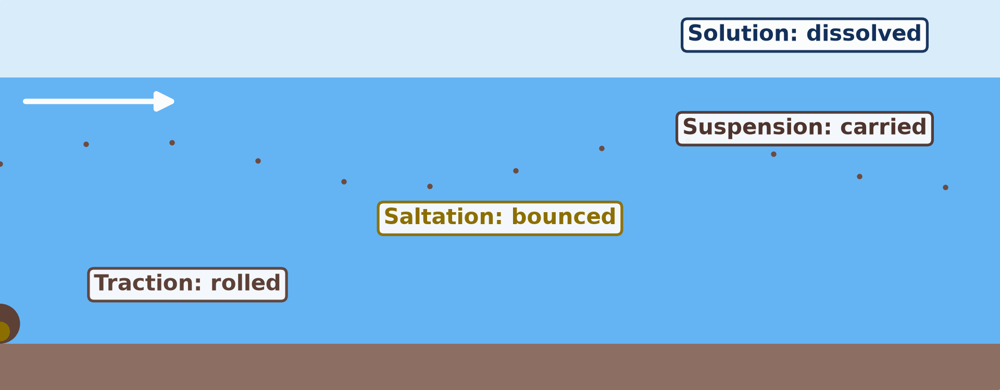 Solution: dissolved
Suspension: carried
Saltation: bounced
Traction: rolled